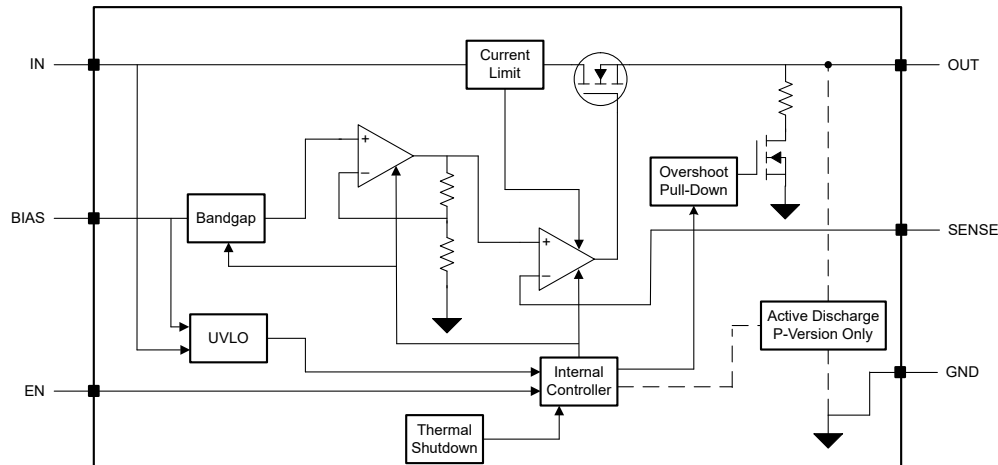 IN
Current
Limit
OUT
+
−
Overshoot
Pull-Down
BIAS
Bandgap
SENSE
+
−
Active Discharge
P-Version Only
UVLO
Internal
Controller
GND
EN
Thermal
Shutdown